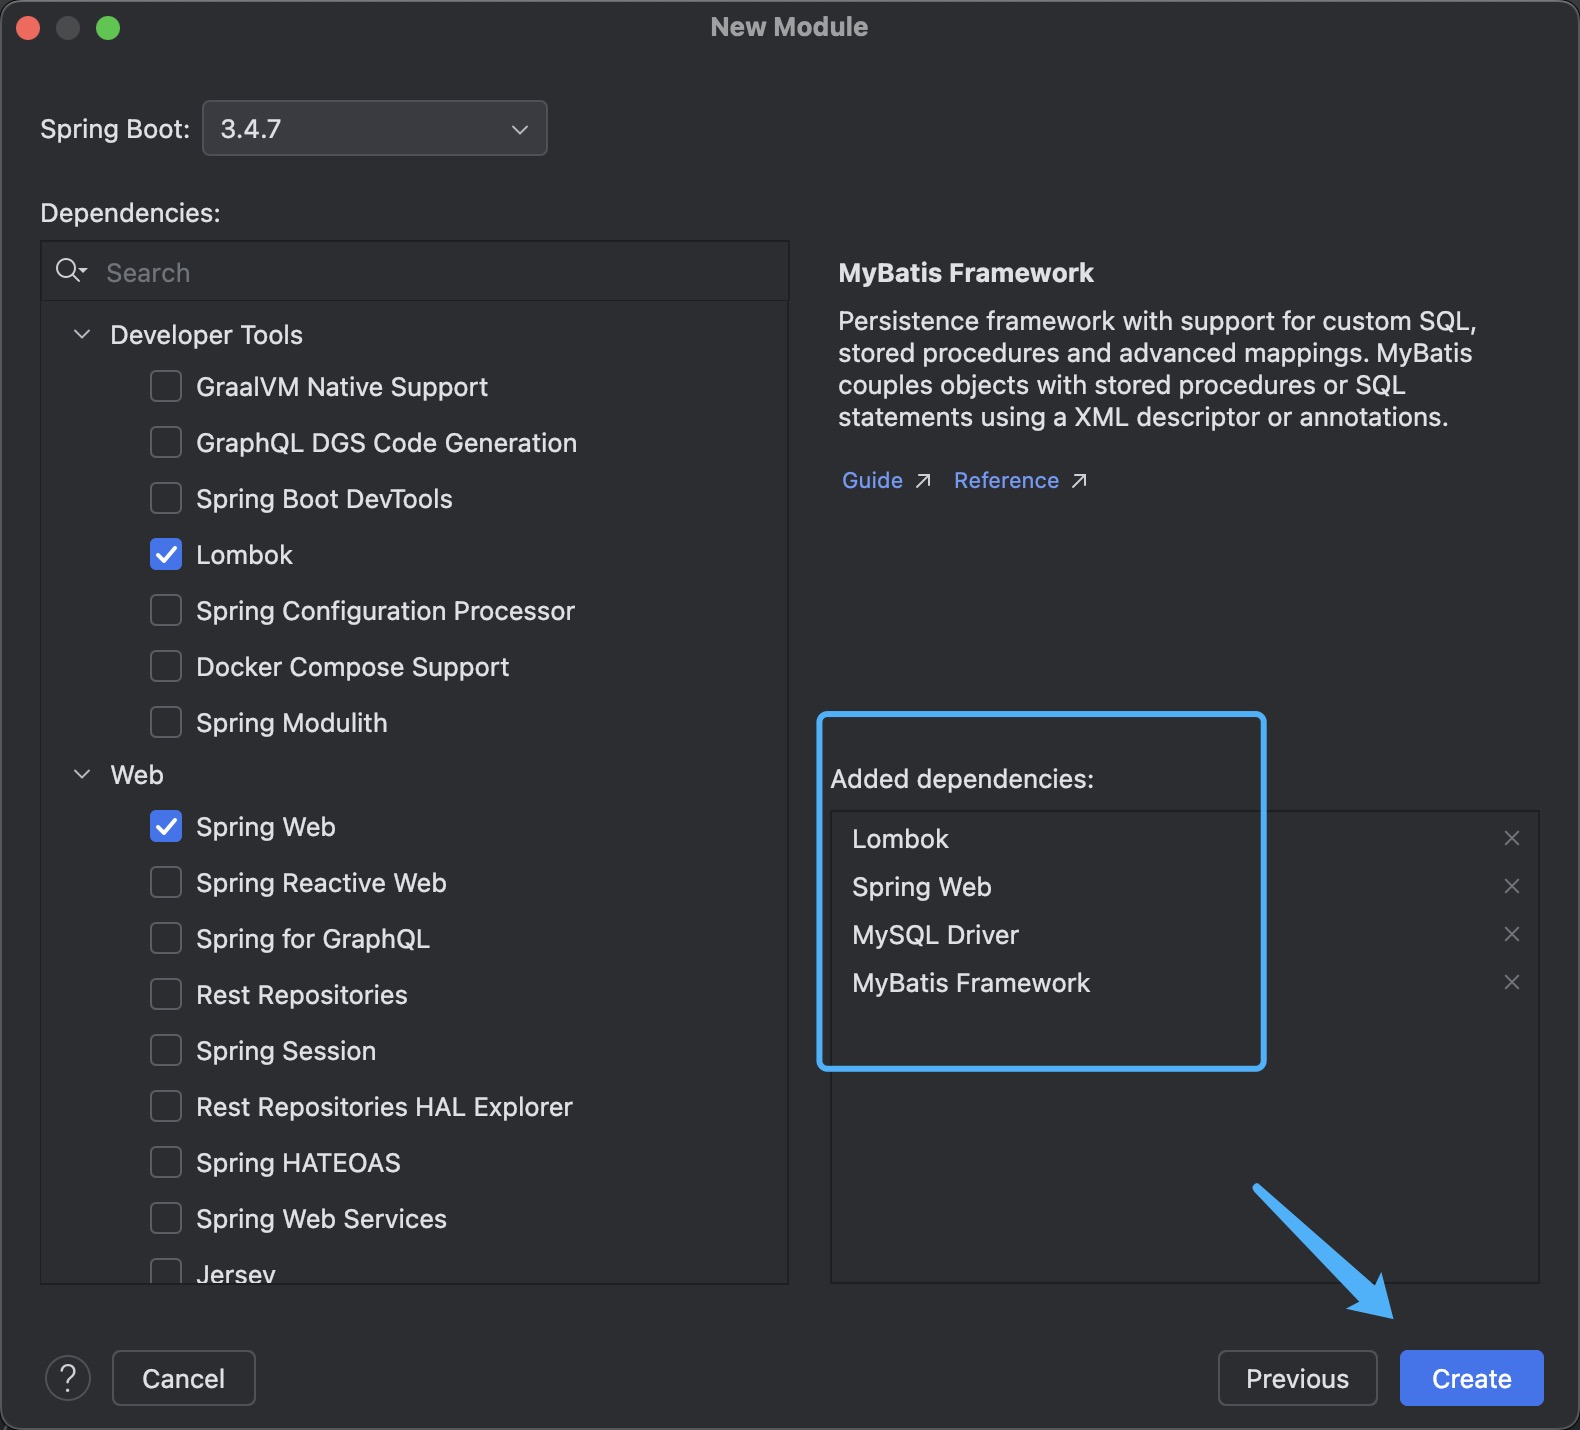 New Module
Spring Boot:
3.4.7
Dependencies:
Search
Developer Tools
GraalVM Native Support
GraphQL DGS Code Generation
Spring Boot DevTools
Lombok
Spring Configuration Processor
Docker Compose Support
Spring Modulith
Web
Spring Web
Spring Reactive Web
Spring for GraphQL
Rest Repositories
Spring Session
Rest Repositories HAL Explorer
Spring HATEOAS
Spring Web Services
Jersey
MyBatis Framework
Persistence framework with support for custom SQL,
stored procedures and advanced mappings. MyBatis
couples objects with stored procedures or SQL
statements using a XML descriptor or annotations.
Guide ↗ Reference ↗
Added dependencies:
Lombok
Spring Web
MySQL Driver
MyBatis Framework
?
Cancel
Previous
Create